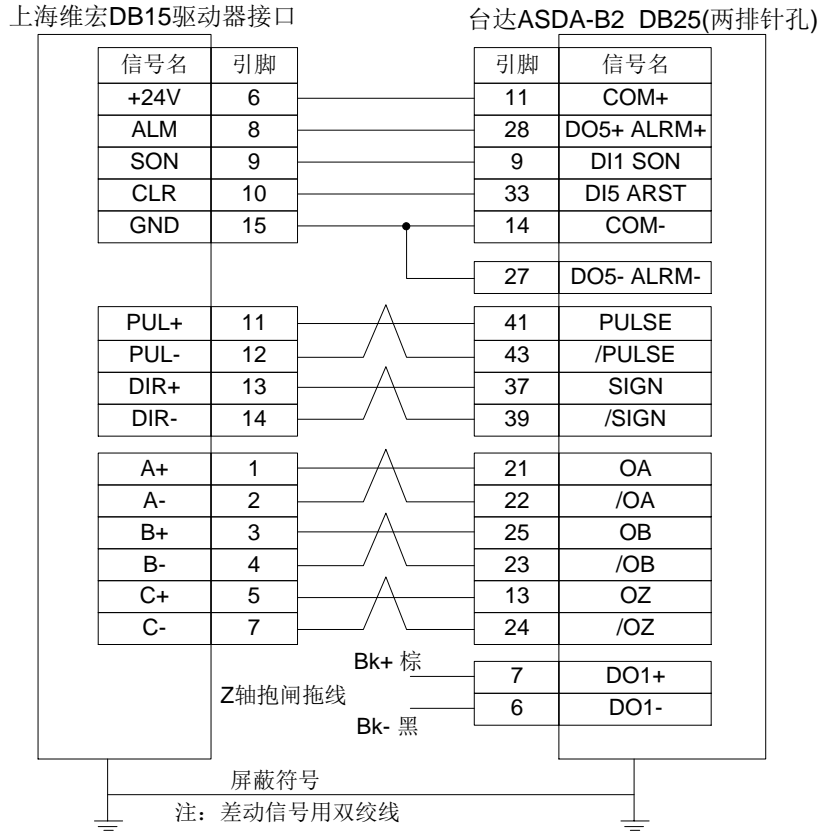 上海维宏DB15驱动器接口 台达ASDA-B2 DB25(两排针孔)
信号名 引脚 引脚 信号名
+24V 6 11 COM+
ALM 8 28 DO5+ ALRM+
SON 9 9 DI1 SON
CLR 10 33 DI5 ARST
GND 15 14 COM-
27 DO5- ALRM-
PUL+ 11 41 PULSE
PUL- 12 43 /PULSE
DIR+ 13 37 SIGN
DIR- 14 39 /SIGN
A+ 1 21 OA
A- 2 22 /OA
B+ 3 25 OB
B- 4 23 /OB
C+ 5 13 OZ
C- 7 24 /OZ
Bk+ 棕 7 DO1+
Z轴抱闸拖线
Bk- 黑 6 DO1-
屏蔽符号
注：差动信号用双绞线